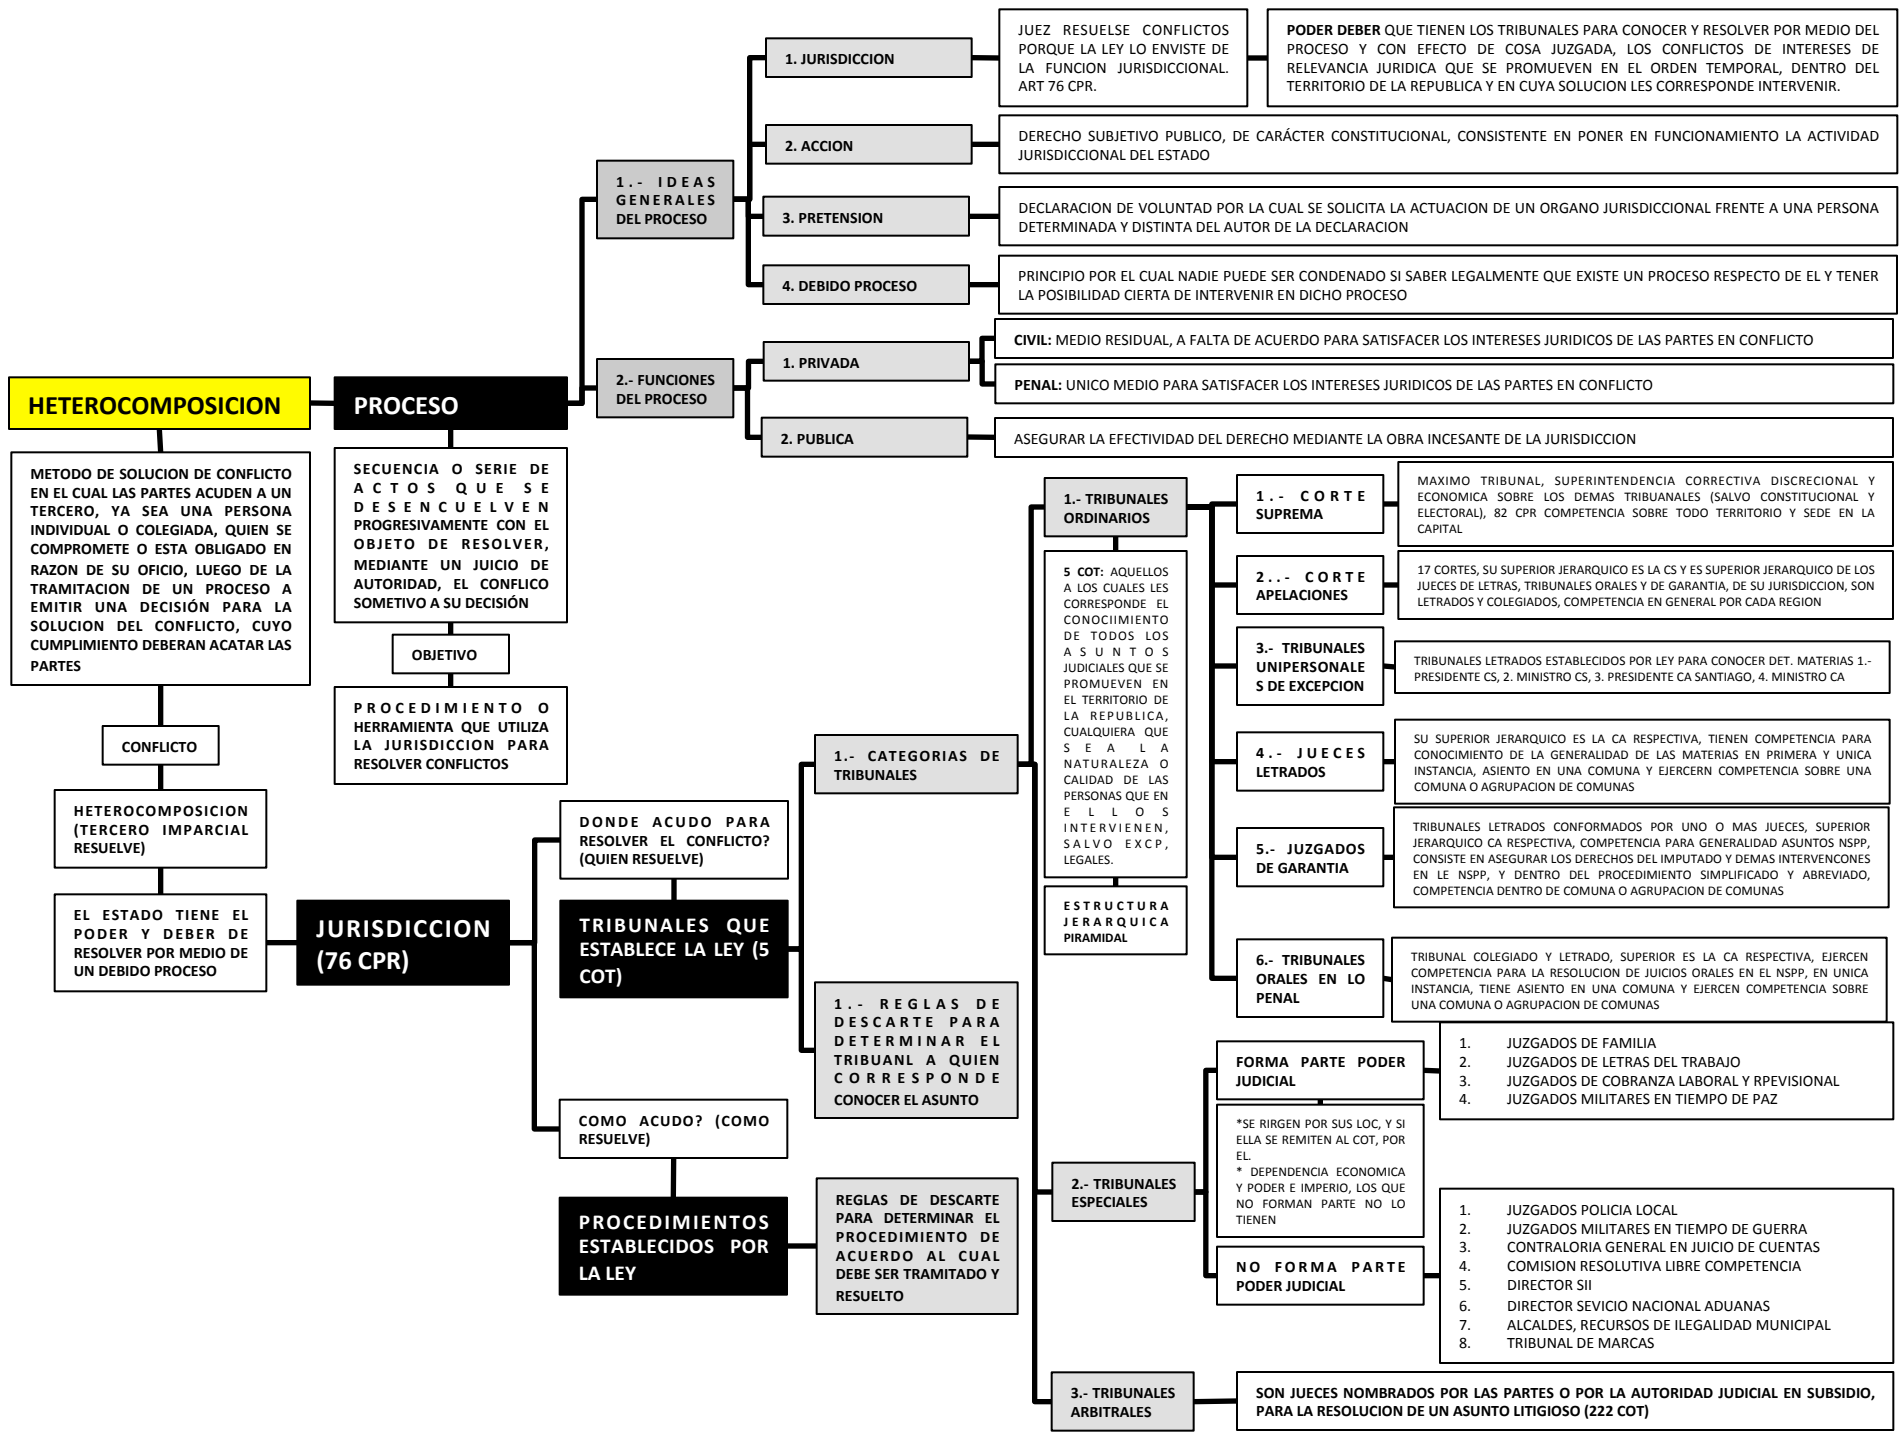 JUEZ RESUELSE CONFLICTOS
PORQUE LA LEY LO ENVISTE DE
LA FUNCION JURISDICCIONAL.
ART 76 CPR.
PODER DEBER QUE TIENEN LOS TRIBUNALES PARA CONOCER Y RESOLVER POR MEDIO DEL
PROCESO Y CON EFECTO DE COSA JUZGADA, LOS CONFLICTOS DE INTERESES DE
RELEVANCIA JURIDICA QUE SE PROMUEVEN EN EL ORDEN TEMPORAL, DENTRO DEL
TERRITORIO DE LA REPUBLICA Y EN CUYA SOLUCION LES CORRESPONDE INTERVENIR.
1. JURISDICCION
2. ACCION
DERECHO SUBJETIVO PUBLICO, DE CARÁCTER CONSTITUCIONAL, CONSISTENTE EN PONER EN FUNCIONAMIENTO LA ACTIVIDAD
JURISDICCIONAL DEL ESTADO
1.- IDEAS
GENERALES
DEL PROCESO
3. PRETENSION
DECLARACION DE VOLUNTAD POR LA CUAL SE SOLICITA LA ACTUACION DE UN ORGANO JURISDICCIONAL FRENTE A UNA PERSONA
DETERMINADA Y DISTINTA DEL AUTOR DE LA DECLARACION
4. DEBIDO PROCESO
PRINCIPIO POR EL CUAL NADIE PUEDE SER CONDENADO SI SABER LEGALMENTE QUE EXISTE UN PROCESO RESPECTO DE EL Y TENER
LA POSIBILIDAD CIERTA DE INTERVENIR EN DICHO PROCESO
2.- FUNCIONES
DEL PROCESO
1. PRIVADA
CIVIL: MEDIO RESIDUAL, A FALTA DE ACUERDO PARA SATISFACER LOS INTERESES JURIDICOS DE LAS PARTES EN CONFLICTO
PENAL: UNICO MEDIO PARA SATISFACER LOS INTERESES JURIDICOS DE LAS PARTES EN CONFLICTO
2. PUBLICA
ASEGURAR LA EFECTIVIDAD DEL DERECHO MEDIANTE LA OBRA INCESANTE DE LA JURISDICCION
HETEROCOMPOSICION
PROCESO
METODO DE SOLUCION DE CONFLICTO
EN EL CUAL LAS PARTES ACUDEN A UN
TERCERO, YA SEA UNA PERSONA
INDIVIDUAL O COLEGIADA, QUIEN SE
COMPROMETE O ESTA OBLIGADO EN
RAZON DE SU OFICIO, LUEGO DE LA
TRAMITACION DE UN PROCESO A
EMITIR UNA DECISIÓN PARA LA
SOLUCION DEL CONFLICTO, CUYO
CUMPLIMIENTO DEBERAN ACATAR LAS
PARTES
SECUENCIA O SERIE DE
ACTOS QUE SE
DESENCUELVEN
PROGRESIVAMENTE CON EL
OBJETO DE RESOLVER,
MEDIANTE UN JUICIO DE
AUTORIDAD, EL CONFLICO
SOMETIVO A SU DECISIÓN
OBJETIVO
PROCEDIMIENTO O
HERRAMIENTA QUE UTILIZA
LA JURISDICCION PARA
RESOLVER CONFLICTOS
CONFLICTO
HETEROCOMPOSICION
(TERCERO IMPARCIAL
RESUELVE)
EL ESTADO TIENE EL
PODER Y DEBER DE
RESOLVER POR MEDIO DE
UN DEBIDO PROCESO
JURISDICCION
(76 CPR)
DONDE ACUDO PARA
RESOLVER EL CONFLICTO?
(QUIEN RESUELVE)
TRIBUNALES QUE
ESTABLECE LA LEY (5
COT)
COMO ACUDO? (COMO
RESUELVE)
PROCEDIMIENTOS
ESTABLECIDOS POR
LA LEY
1.- CATEGORIAS DE
TRIBUNALES
1.- REGLAS DE
DESCARTE PARA
DETERMINAR EL
TRIBUANL A QUIEN
CORRESPONDE
CONOCER EL ASUNTO
REGLAS DE DESCARTE
PARA DETERMINAR EL
PROCEDIMIENTO DE
ACUERDO AL CUAL
DEBE SER TRAMITADO Y
RESUELTO
1.- TRIBUNALES
ORDINARIOS
5 COT: AQUELLOS
A LOS CUALES LES
CORRESPONDE EL
CONOCIIMIENTO
DE TODOS LOS
ASUNTOS
JUDICIALES QUE SE
PROMUEVEN EN
EL TERRITORIO DE
LA REPUBLICA,
CUALQUIERA QUE
SEA LA
NATURALEZA O
CALIDAD DE LAS
PERSONAS QUE EN
ELLOS
INTERVIENEN,
SALVO EXCP,
LEGALES.
ESTRUCTURA
JERARQUICA
PIRAMIDAL
1.- CORTE
SUPREMA
MAXIMO TRIBUNAL, SUPERINTENDENCIA CORRECTIVA DISCRECIONAL Y
ECONOMICA SOBRE LOS DEMAS TRIBUANALES (SALVO CONSTITUCIONAL Y
ELECTORAL), 82 CPR COMPETENCIA SOBRE TODO TERRITORIO Y SEDE EN LA
CAPITAL
2..- CORTE
APELACIONES
17 CORTES, SU SUPERIOR JERARQUICO ES LA CS Y ES SUPERIOR JERARQUICO DE LOS
JUECES DE LETRAS, TRIBUNALES ORALES Y DE GARANTIA, DE SU JURISDICCION, SON
LETRADOS Y COLEGIADOS, COMPETENCIA EN GENERAL POR CADA REGION
3.- TRIBUNALES
UNIPERSONALE
S DE EXCEPCION
TRIBUNALES LETRADOS ESTABLECIDOS POR LEY PARA CONOCER DET. MATERIAS 1.-
PRESIDENTE CS, 2. MINISTRO CS, 3. PRESIDENTE CA SANTIAGO, 4. MINISTRO CA
4.- JUECES
LETRADOS
SU SUPERIOR JERARQUICO ES LA CA RESPECTIVA, TIENEN COMPETENCIA PARA
CONOCIMIENTO DE LA GENERALIDAD DE LAS MATERIAS EN PRIMERA Y UNICA
INSTANCIA, ASIENTO EN UNA COMUNA Y EJERCERN COMPETENCIA SOBRE UNA
COMUNA O AGRUPACION DE COMUNAS
5.- JUZGADOS
DE GARANTIA
TRIBUNALES LETRADOS CONFORMADOS POR UNO O MAS JUECES, SUPERIOR
JERARQUICO CA RESPECTIVA, COMPETENCIA PARA GENERALIDAD ASUNTOS NSPP,
CONSISTE EN ASEGURAR LOS DERECHOS DEL IMPUTADO Y DEMAS INTERVENCONES
EN LE NSPP, Y DENTRO DEL PROCEDIMIENTO SIMPLIFICADO Y ABREVIADO,
COMPETENCIA DENTRO DE COMUNA O AGRUPACION DE COMUNAS
6.- TRIBUNALES
ORALES EN LO
PENAL
TRIBUNAL COLEGIADO Y LETRADO, SUPERIOR ES LA CA RESPECTIVA, EJERCEN
COMPETENCIA PARA LA RESOLUCION DE JUICIOS ORALES EN EL NSPP, EN UNICA
INSTANCIA, TIENE ASIENTO EN UNA COMUNA Y EJERCEN COMPETENCIA SOBRE
UNA COMUNA O AGRUPACION DE COMUNAS
2.- TRIBUNALES
ESPECIALES
FORMA PARTE PODER
JUDICIAL
1. JUZGADOS DE FAMILIA
2. JUZGADOS DE LETRAS DEL TRABAJO
3. JUZGADOS DE COBRANZA LABORAL Y RPEVISIONAL
4. JUZGADOS MILITARES EN TIEMPO DE PAZ
*SE RIRGEN POR SUS LOC, Y SI
ELLA SE REMITEN AL COT, POR
EL.
* DEPENDENCIA ECONOMICA
Y PODER E IMPERIO, LOS QUE
NO FORMAN PARTE NO LO
TIENEN
NO FORMA PARTE
PODER JUDICIAL
1. JUZGADOS POLICIA LOCAL
2. JUZGADOS MILITARES EN TIEMPO DE GUERRA
3. CONTRALORIA GENERAL EN JUICIO DE CUENTAS
4. COMISION RESOLUTIVA LIBRE COMPETENCIA
5. DIRECTOR SII
6. DIRECTOR SEVICIO NACIONAL ADUANAS
7. ALCALDES, RECURSOS DE ILEGALIDAD MUNICIPAL
8. TRIBUNAL DE MARCAS
3.- TRIBUNALES
ARBITRALES
SON JUECES NOMBRADOS POR LAS PARTES O POR LA AUTORIDAD JUDICIAL EN SUBSIDIO,
PARA LA RESOLUCION DE UN ASUNTO LITIGIOSO (222 COT)